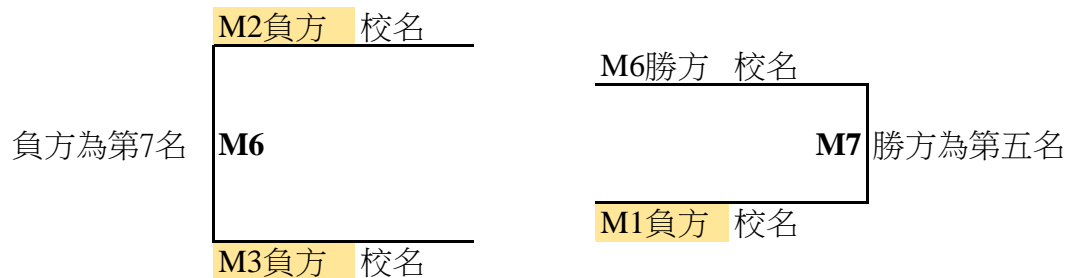 M2負方 校名
M6勝方 校名
負方為第7名 M6
M7 勝方為第五名
M1負方 校名
M3負方 校名